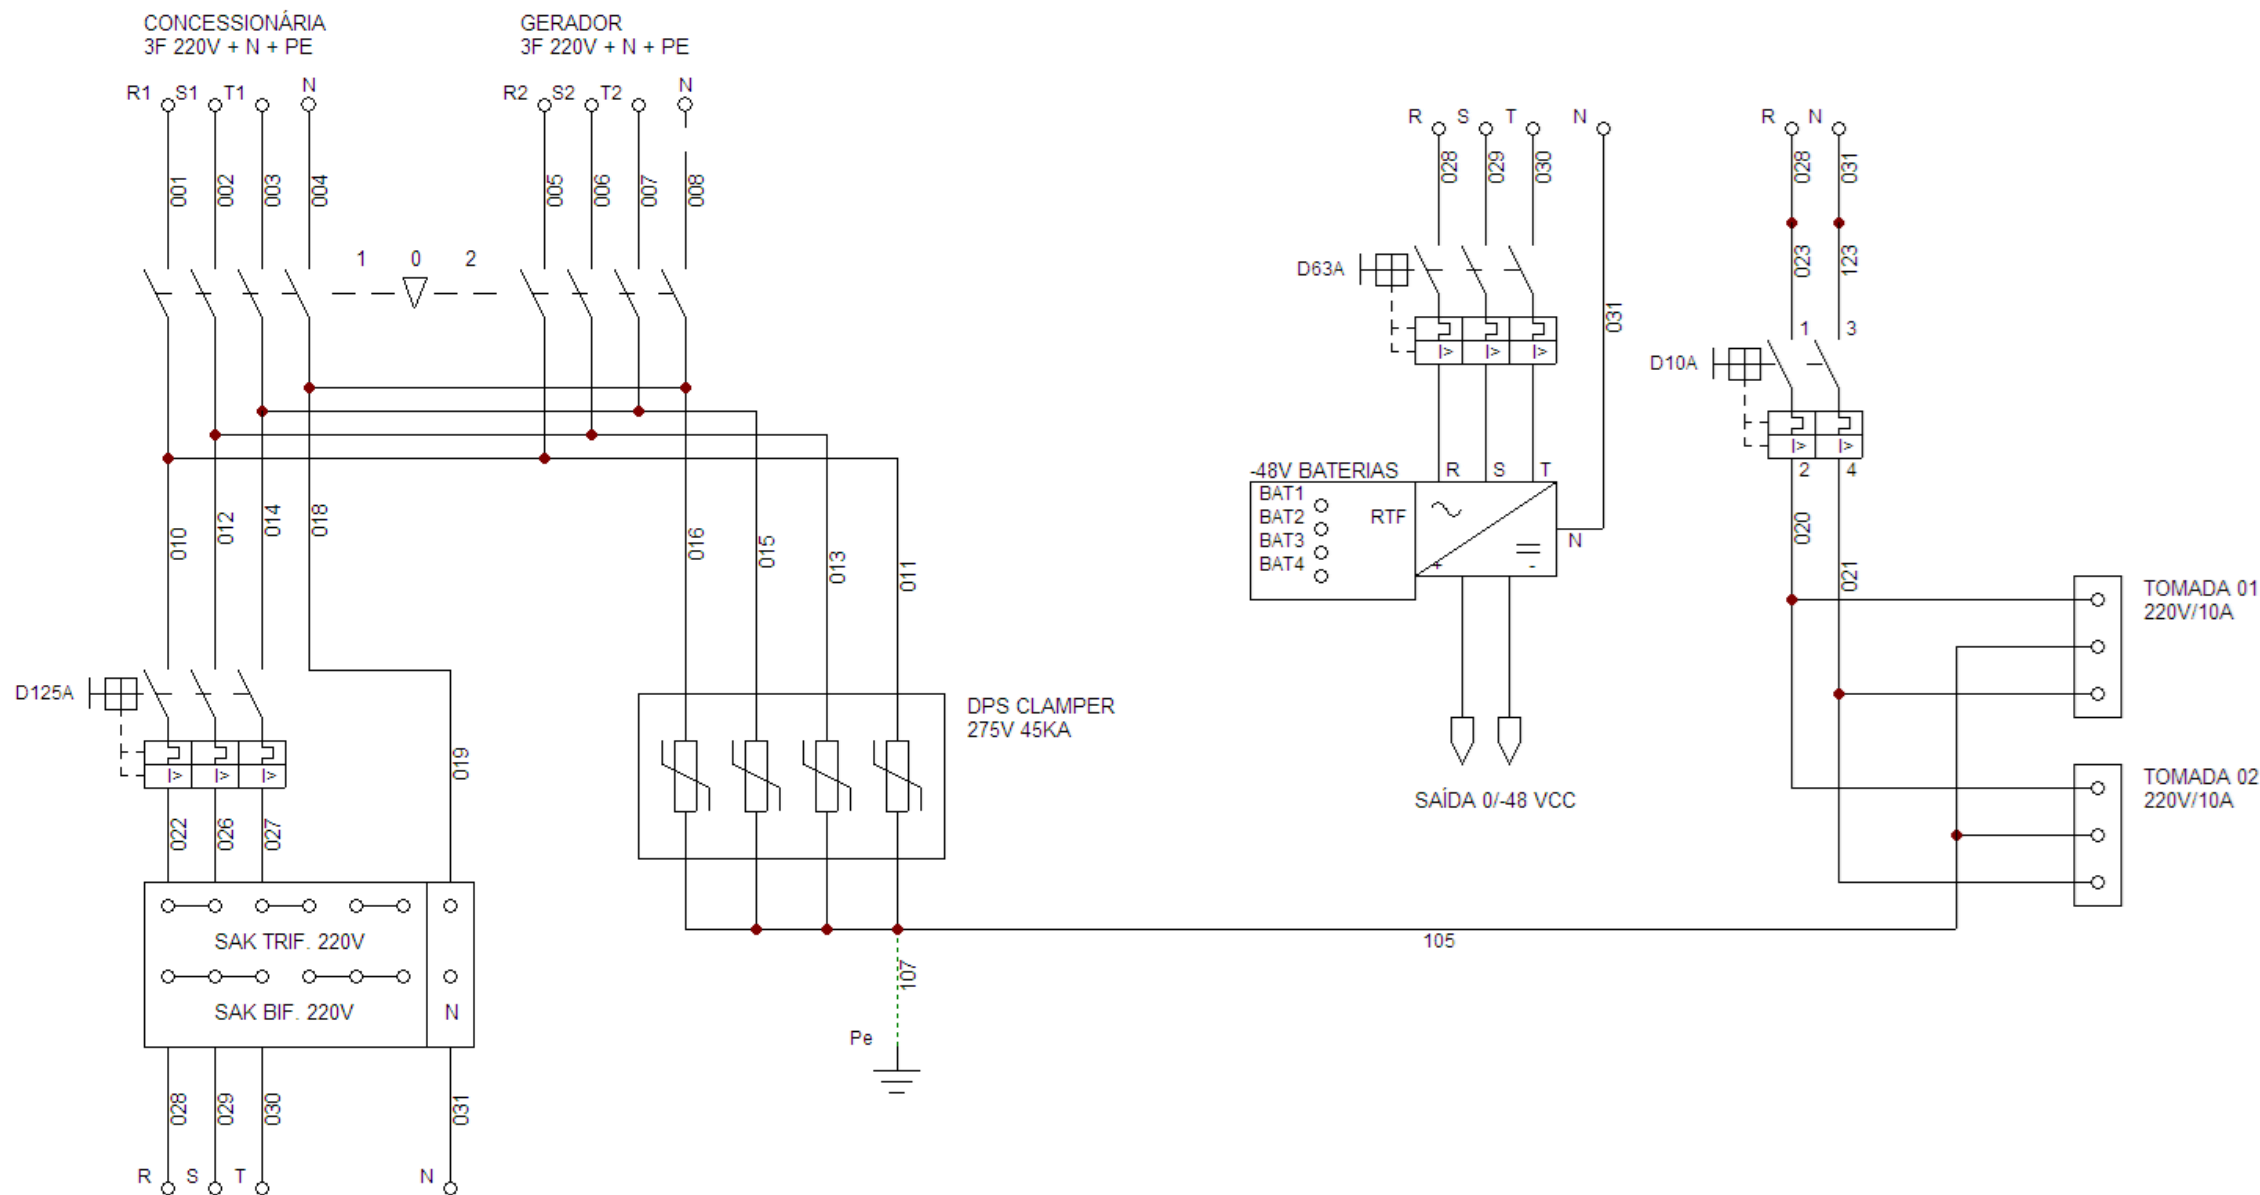 CONCESSIONÁRIA
3F 220V + N + PE
GERADOR
3F 220V + N + PE
R1 S1 T1 N
R2 S2 T2 N
001 002 003 004
005 006 007 008
1 0 2
010 012 014 018
016 015 013 011
D125A
I> I> I>
019
022 026 027
SAK TRIF. 220V
SAK BIF. 220V
N
028 029 030 031
R S T N
DPS CLAMPER
275V 45KA
107
Pe
105
R S T N
028 029 030
031
D63A
I> I> I>
-48V BATERIAS
R S T
BAT1
BAT2
BAT3
BAT4
RTF
N
+ -
SAÍDA 0/-48 VCC
R N
028 031
023 123
1 3
D10A
I> I>
2 4
020
021
TOMADA 01
220V/10A
TOMADA 02
220V/10A